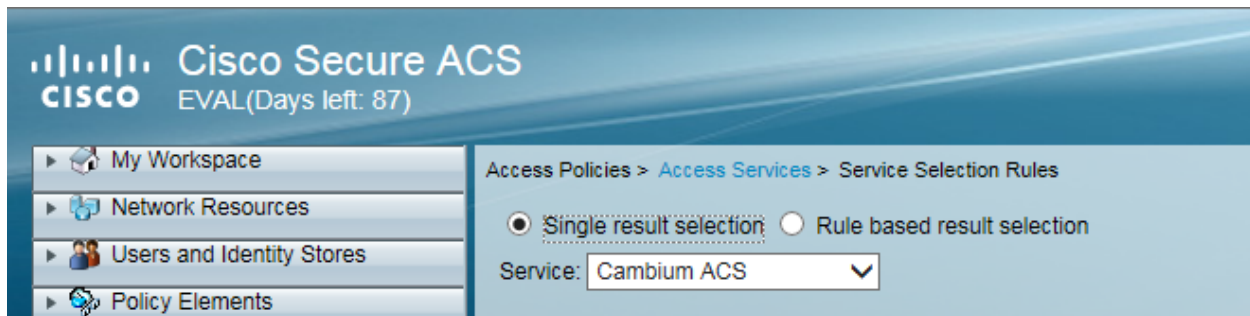 Cisco Secure ACS
CISCO EVAL(Days left: 87)
My Workspace
Network Resources
Users and Identity Stores
Policy Elements
Access Policies > Access Services > Service Selection Rules
Single result selection Rule based result selection
Service: Cambium ACS